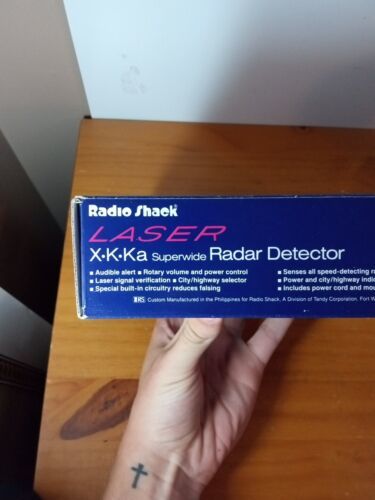 Radio Shack
LASER
X•K•Ka Superwide Radar Detector
■ Audible alert ■ Rotary volume and power control
■ Laser signal verification ■ City/highway selector
■ Special built-in circuitry reduces falsing
■ Senses all speed-detecting
■ Power and city/highway
■ Includes power cord and
RS Custom Manufactured in the Philippines for Radio Shack, A Division of Tandy Corporation, Fort